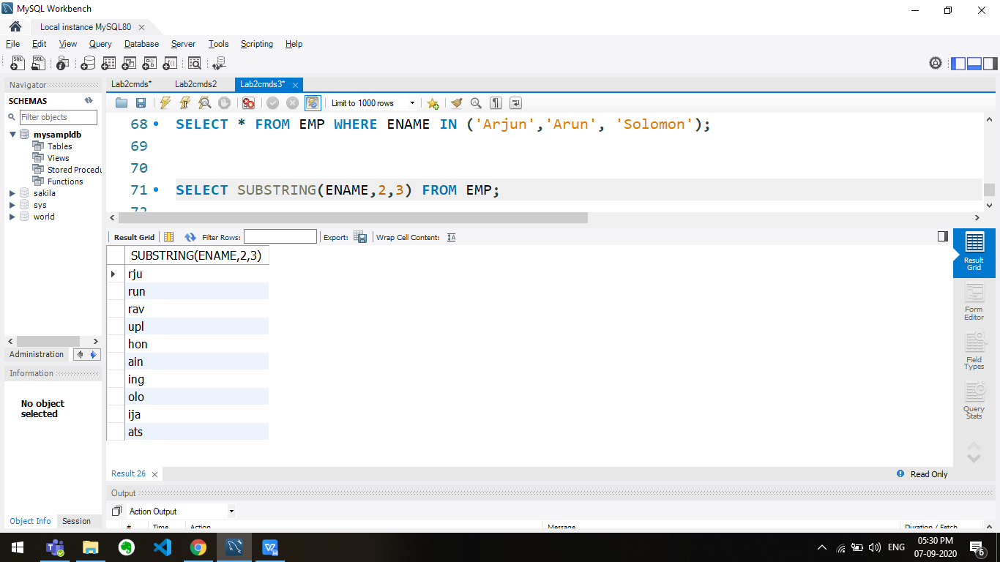 MySQL Workbench
Local instance MySQL80
File Edit View Query Database Server Tools Scripting Help
Navigator
SCHEMAS
Filter objects
mysampldb
Tables
Views
Stored Procedu
Functions
sakila
sys
world
Administration
Information
No object
selected
Object Info Session
Lab2cmds* Lab2cmds2 Lab2cmds3*
Limit to 1000 rows
68 SELECT * FROM EMP WHERE ENAME IN ('Arjun','Arun', 'Solomon');
69
70
71 SELECT SUBSTRING(ENAME,2,3) FROM EMP;
72
Result Grid Filter Rows: Export: Wrap Cell Content:
SUBSTRING(ENAME,2,3)
rju
run
rav
upl
hon
ain
ing
olo
ija
ats
Result
Grid
Form
Editor
Field
Types
Query
Stats
Result 26 Read Only
Output
Action Output
# Time Action Message Duration / Fetch
ENG 05:30 PM
07-09-2020
6